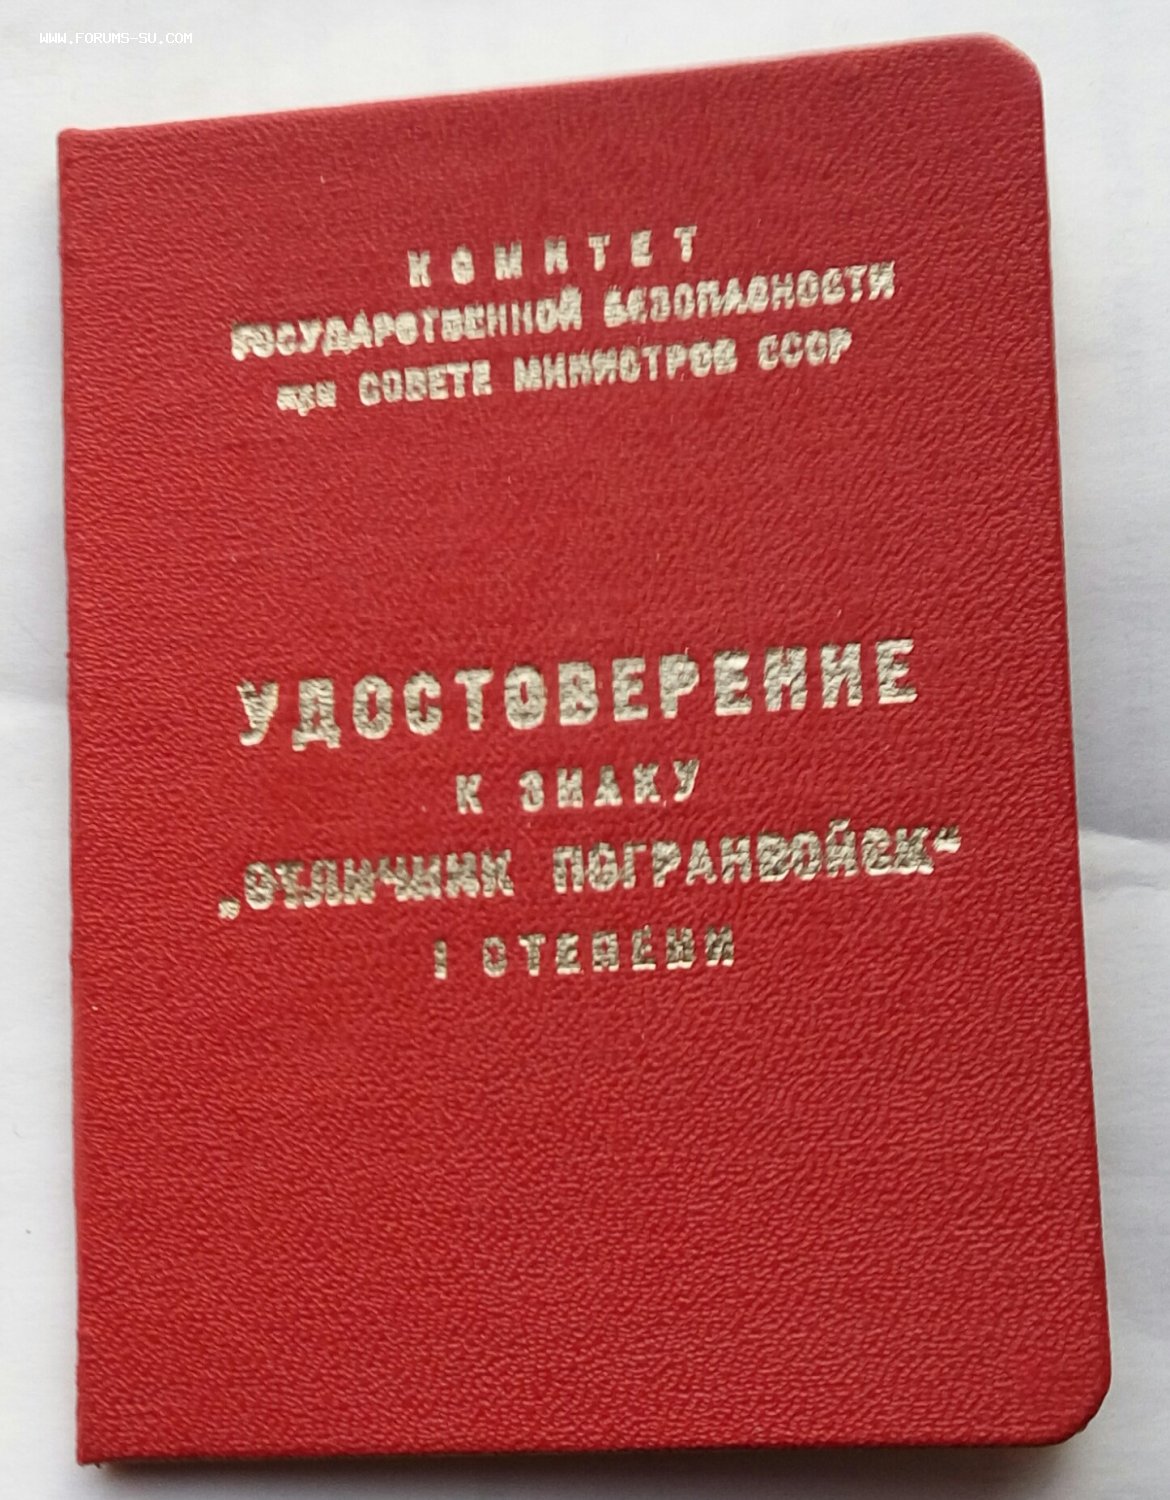 WWW.FORUMS-SU.COM
КОМИТЕТ
ГОСУДАРСТВЕННОЙ БЕЗОПАСНОСТИ
при СОВЕТЕ МИНИСТРОВ СССР
УДОСТОВЕРЕНИЕ
К ЗНАКУ
„ОТЛИЧНИК ПОГРАНВОЙСК“
I СТЕПЕНИ